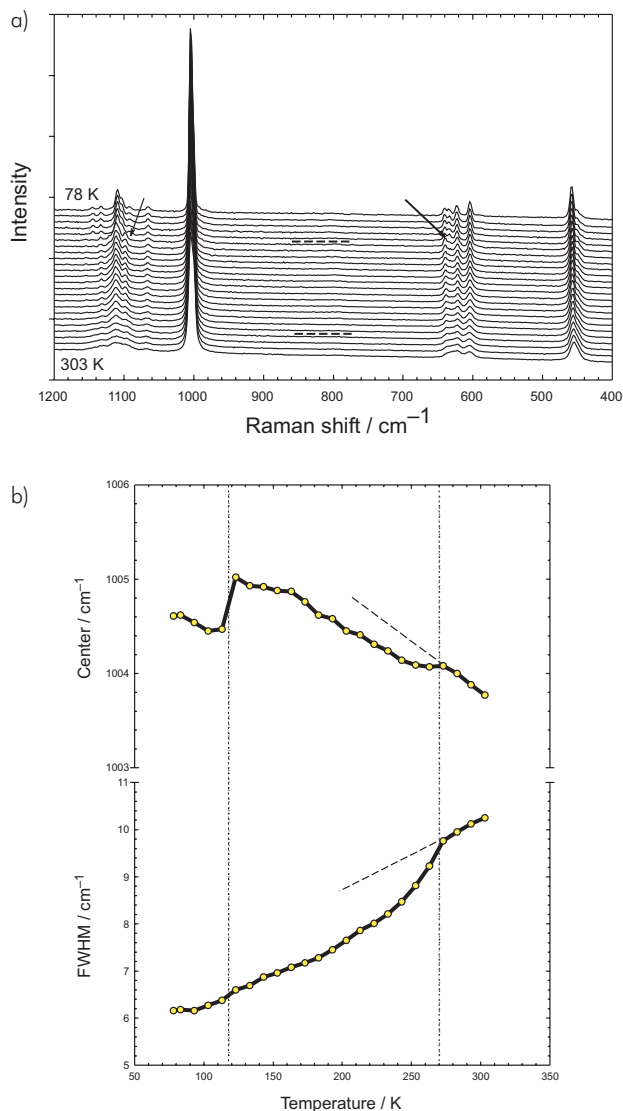 a)
78 K
303 K
Intensity
1200 1100 1000 900 800 700 600 500 400
Raman shift / cm–1
b)
1006
1005
1004
1003
Center / cm–1
11
10
9
8
7
6
5
FWHM / cm–1
50 100 150 200 250 300 350
Temperature / K